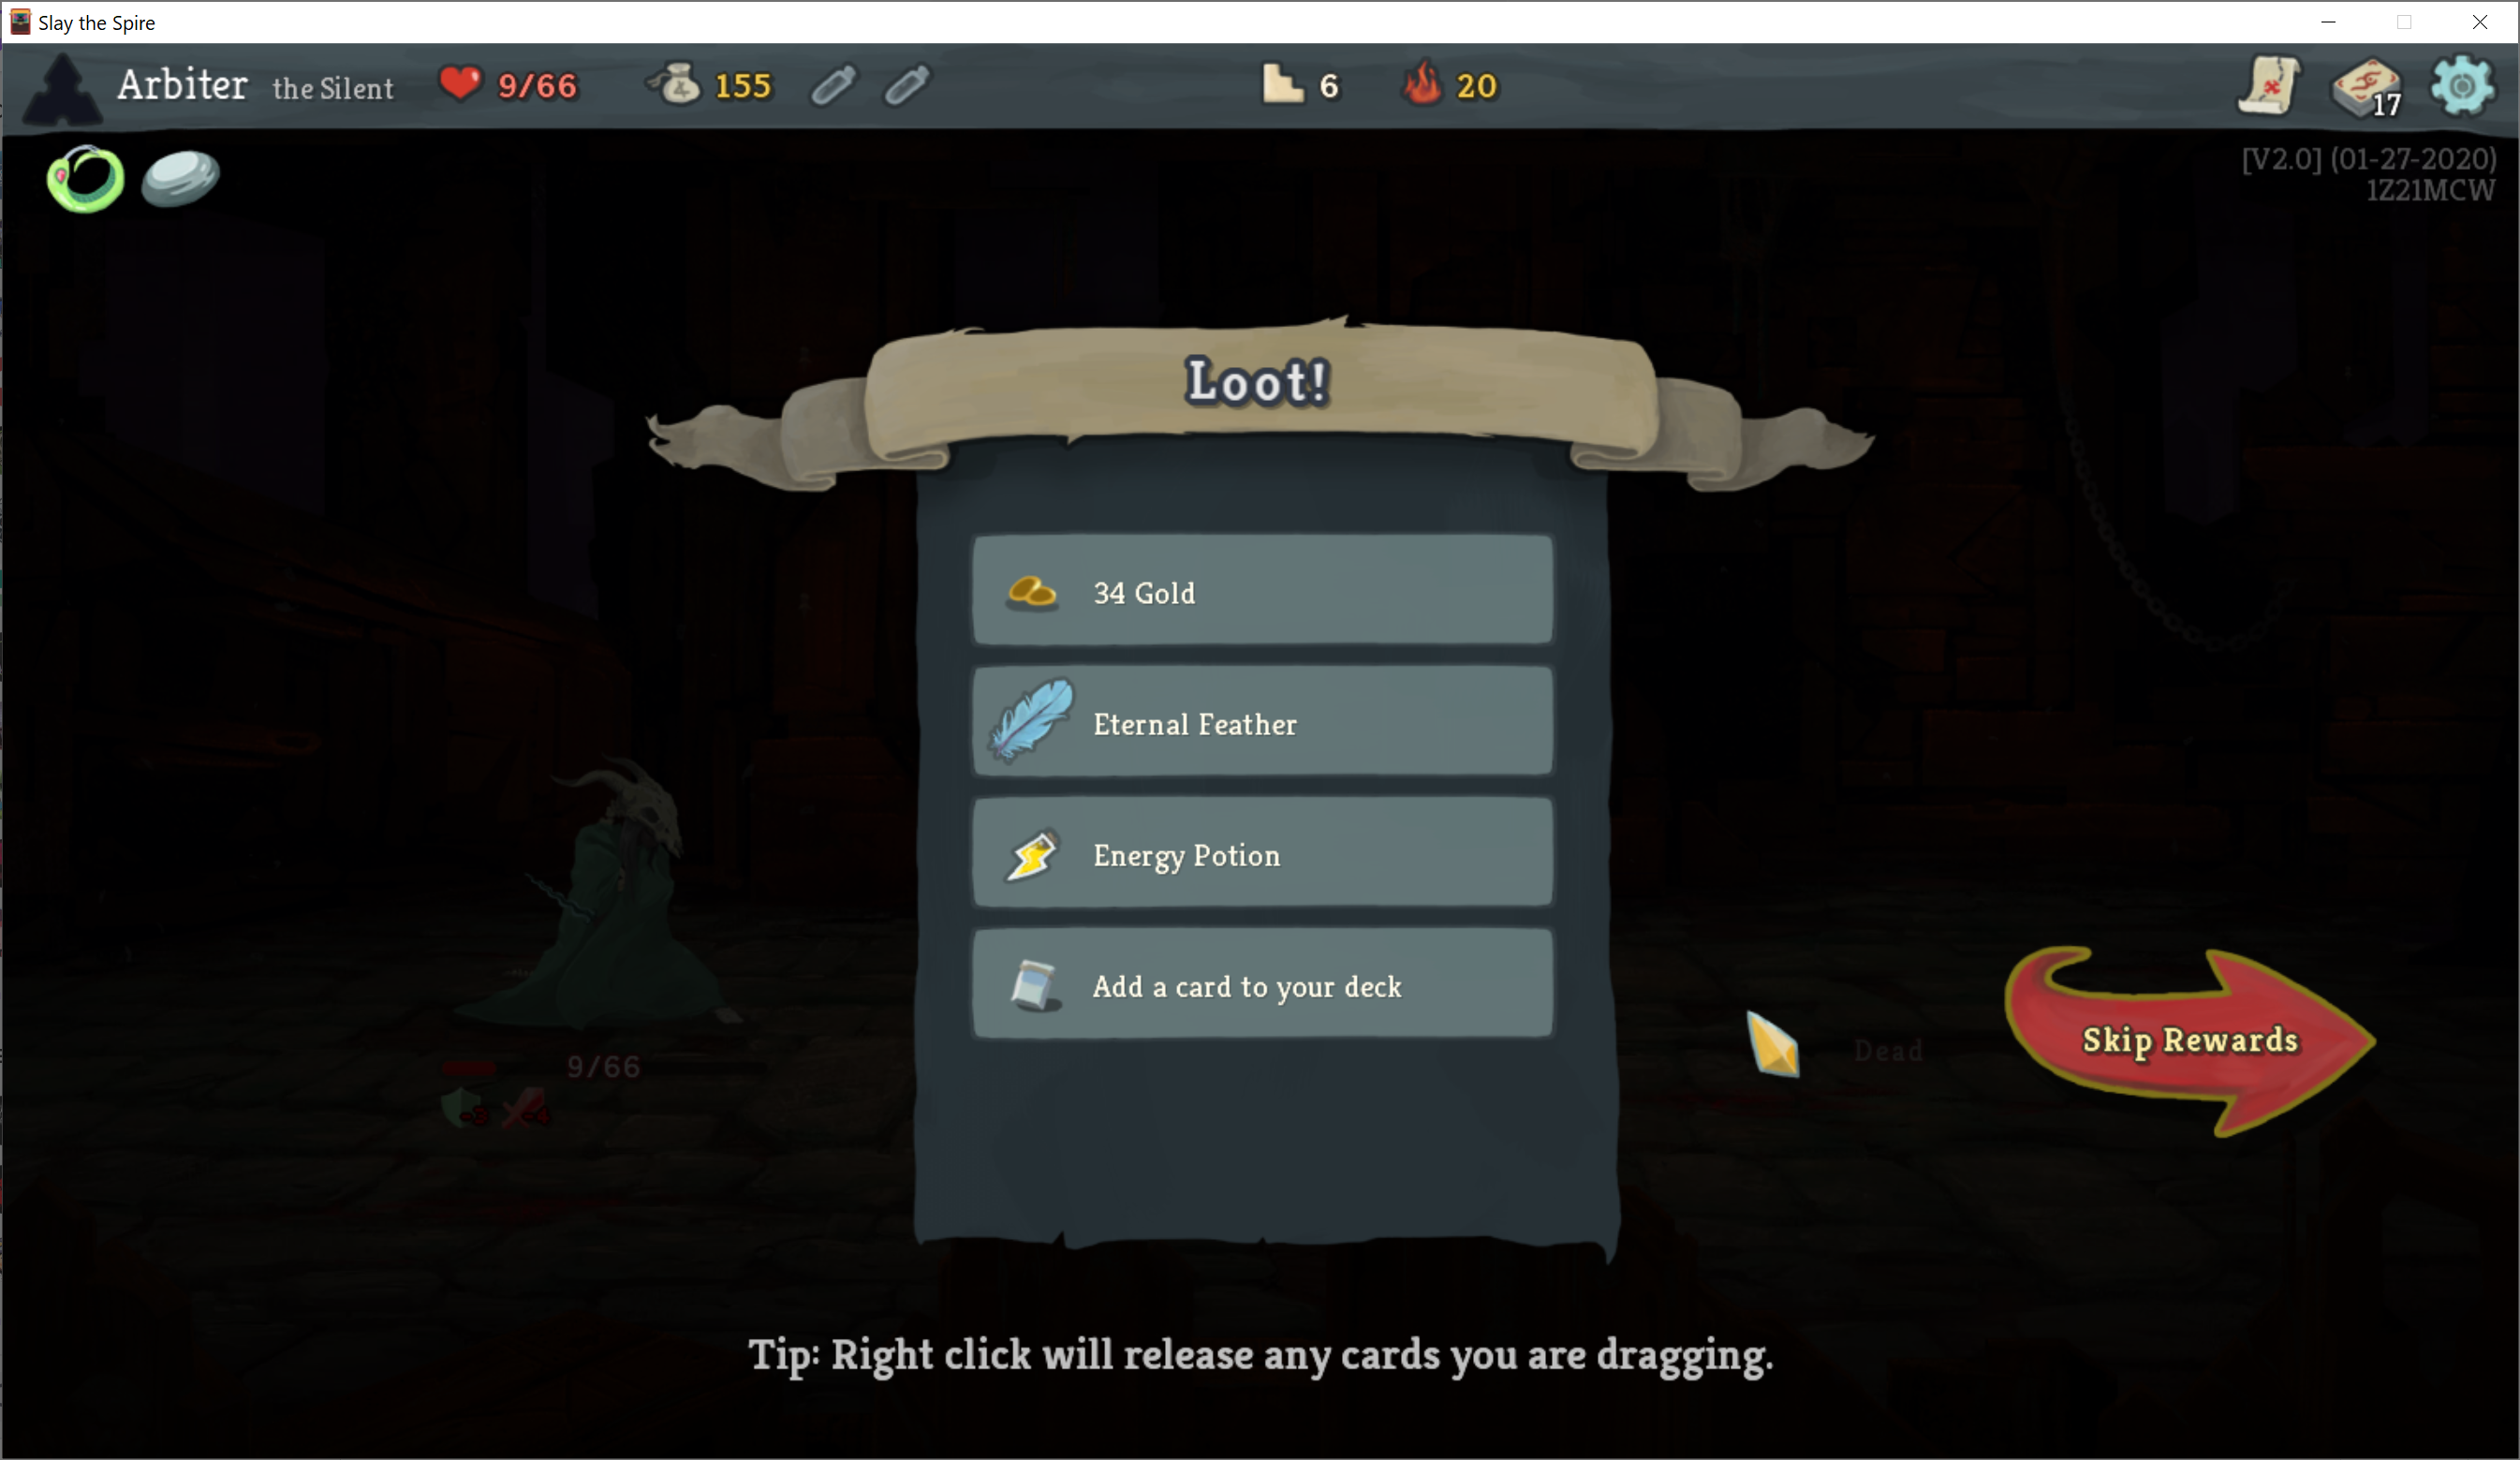 Slay the Spire
Arbiter the Silent 9/66 155 6 20 17
[V2.0] (01-27-2020)
1Z21MCW
Loot!
34 Gold
Eternal Feather
Energy Potion
Add a card to your deck
Dead
Skip Rewards
9/66
-3 -4
Tip: Right click will release any cards you are dragging.